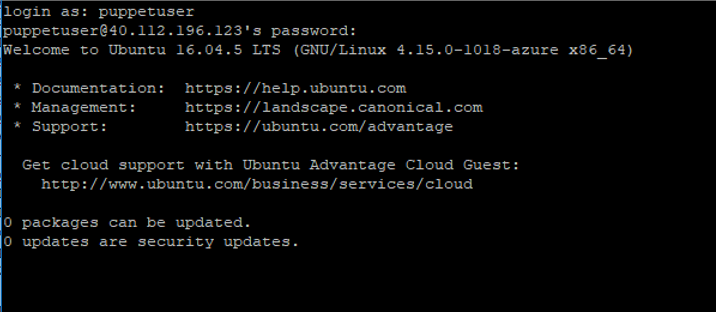 login as: puppetuser
puppetuser@40.112.196.123's password:
Welcome to Ubuntu 16.04.5 LTS (GNU/Linux 4.15.0-1018-azure x86_64)
* Documentation:  https://help.ubuntu.com
* Management:     https://landscape.canonical.com
* Support:        https://ubuntu.com/advantage
Get cloud support with Ubuntu Advantage Cloud Guest:
http://www.ubuntu.com/business/services/cloud
0 packages can be updated.
0 updates are security updates.